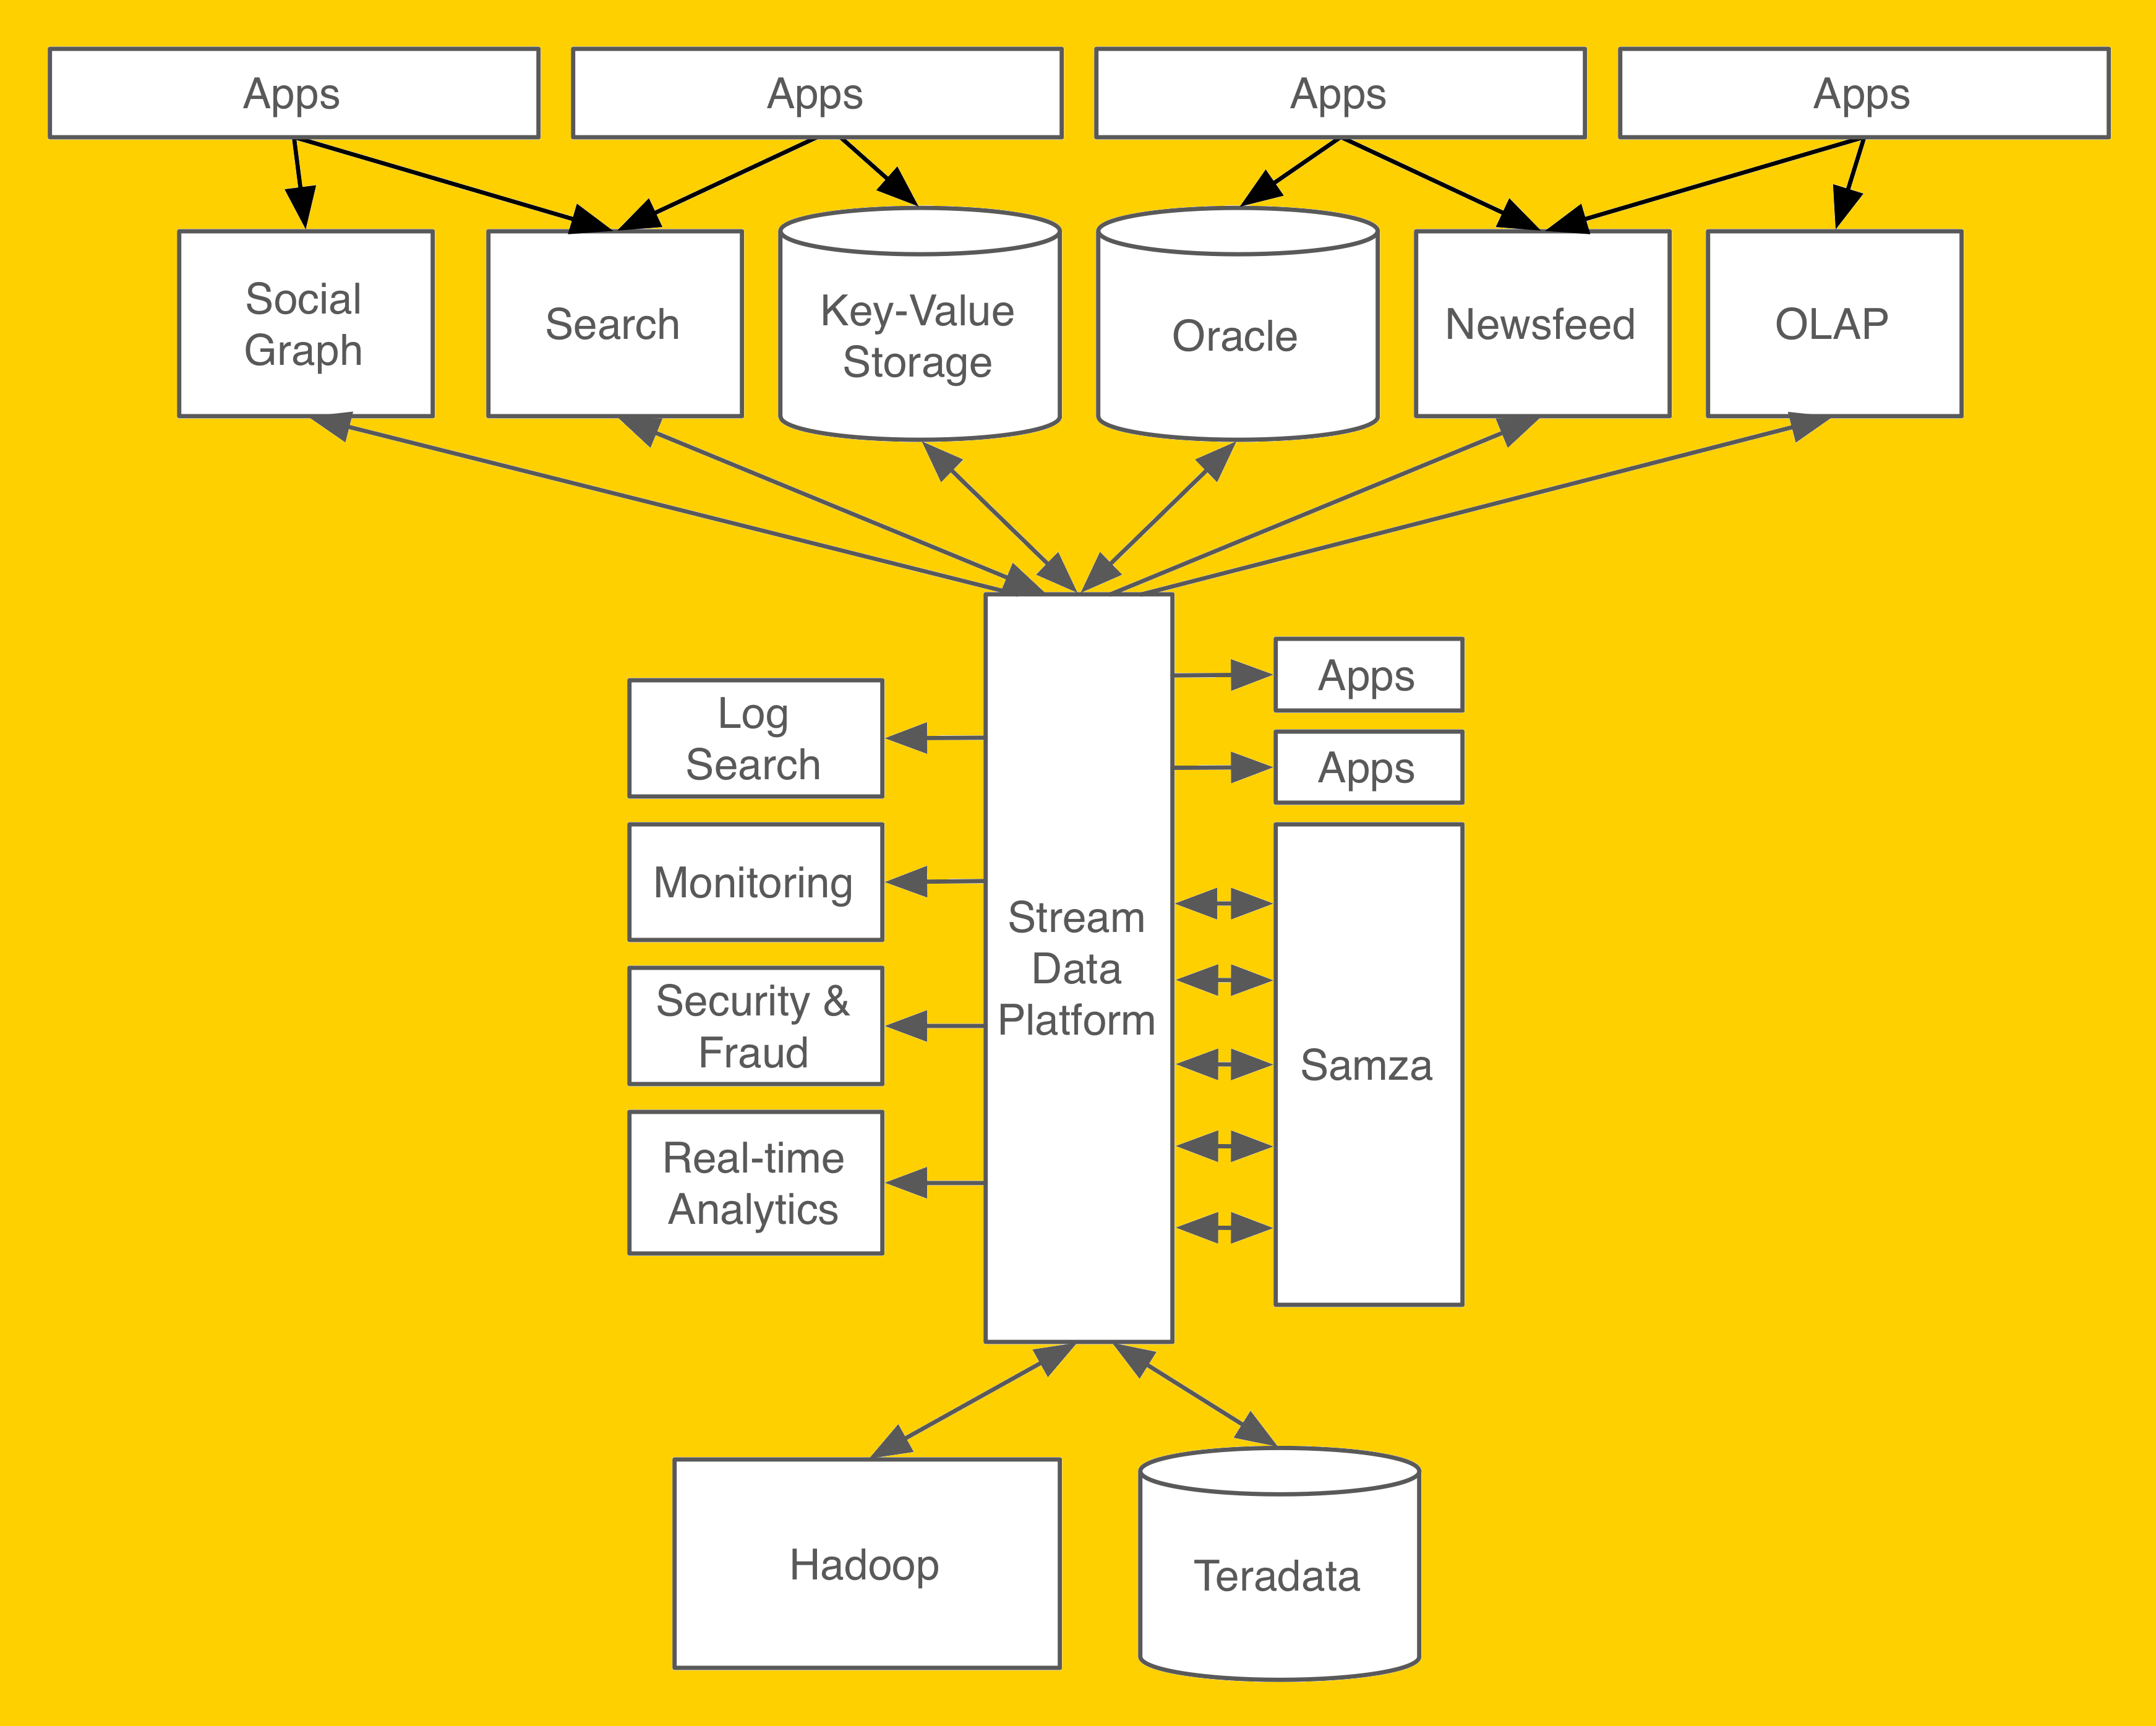 Apps
Apps
Apps
Apps
Social
Graph
Search
Key-Value
Storage
Oracle
Newsfeed
OLAP
Log
Search
Monitoring
Security &
Fraud
Real-time
Analytics
Stream
Data
Platform
Apps
Apps
Samza
Hadoop
Teradata